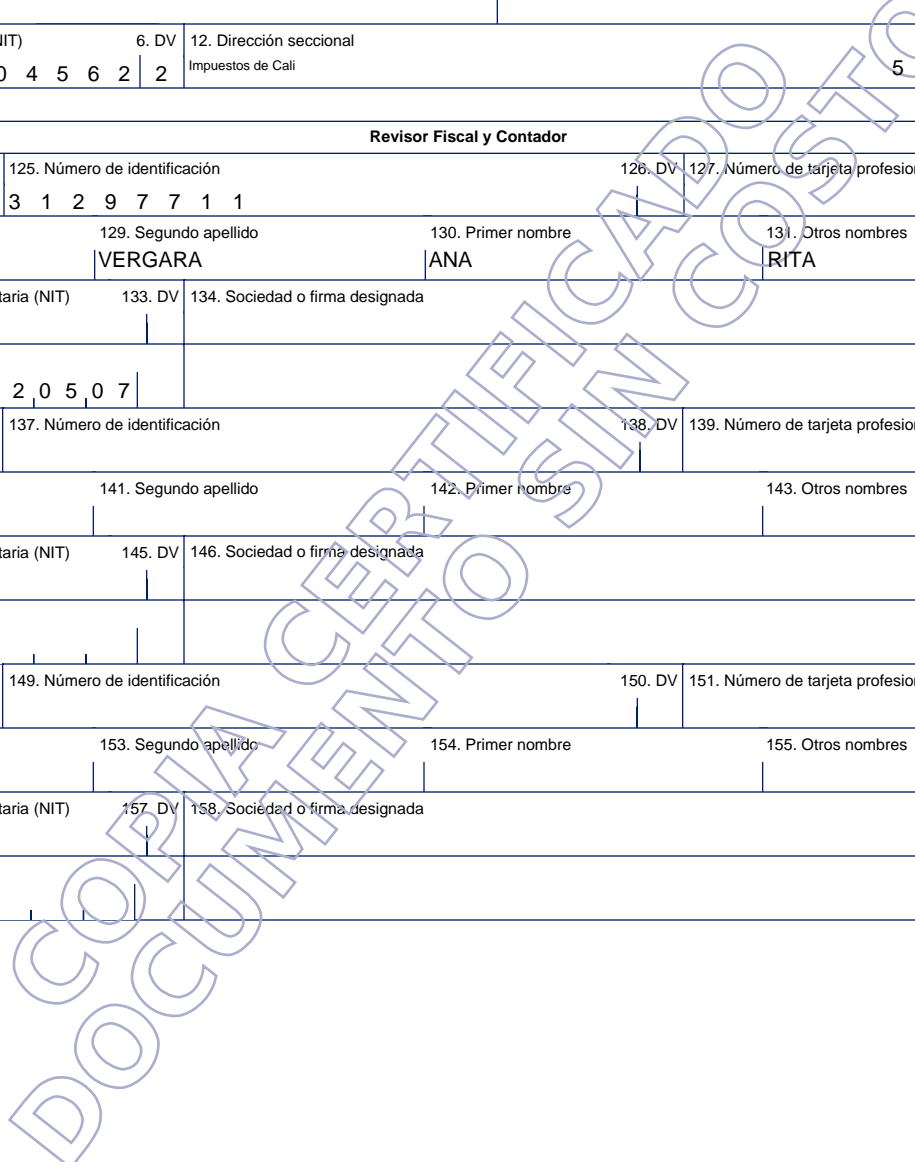 IIT) 6. DV 12. Dirección seccional
0 4 5 6 2 2 Impuestos de Cali 5
Revisor Fiscal y Contador
125. Número de identificación 126. DV 127. Número de tarjeta profesion
3 1 2 9 7 7 1 1
129. Segundo apellido 130. Primer nombre 131. Otros nombres
VERGARA ANA RITA
taria (NIT) 133. DV 134. Sociedad o firma designada
2 0 5 0 7
137. Número de identificación 138. DV 139. Número de tarjeta profesion
141. Segundo apellido 142. Primer nombre 143. Otros nombres
taria (NIT) 145. DV 146. Sociedad o firma designada
149. Número de identificación 150. DV 151. Número de tarjeta profesion
153. Segundo apellido 154. Primer nombre 155. Otros nombres
taria (NIT) 157. DV 158. Sociedad o firma designada
COPIA CERTIFICADO
DOCUMENTO SIN COSTO